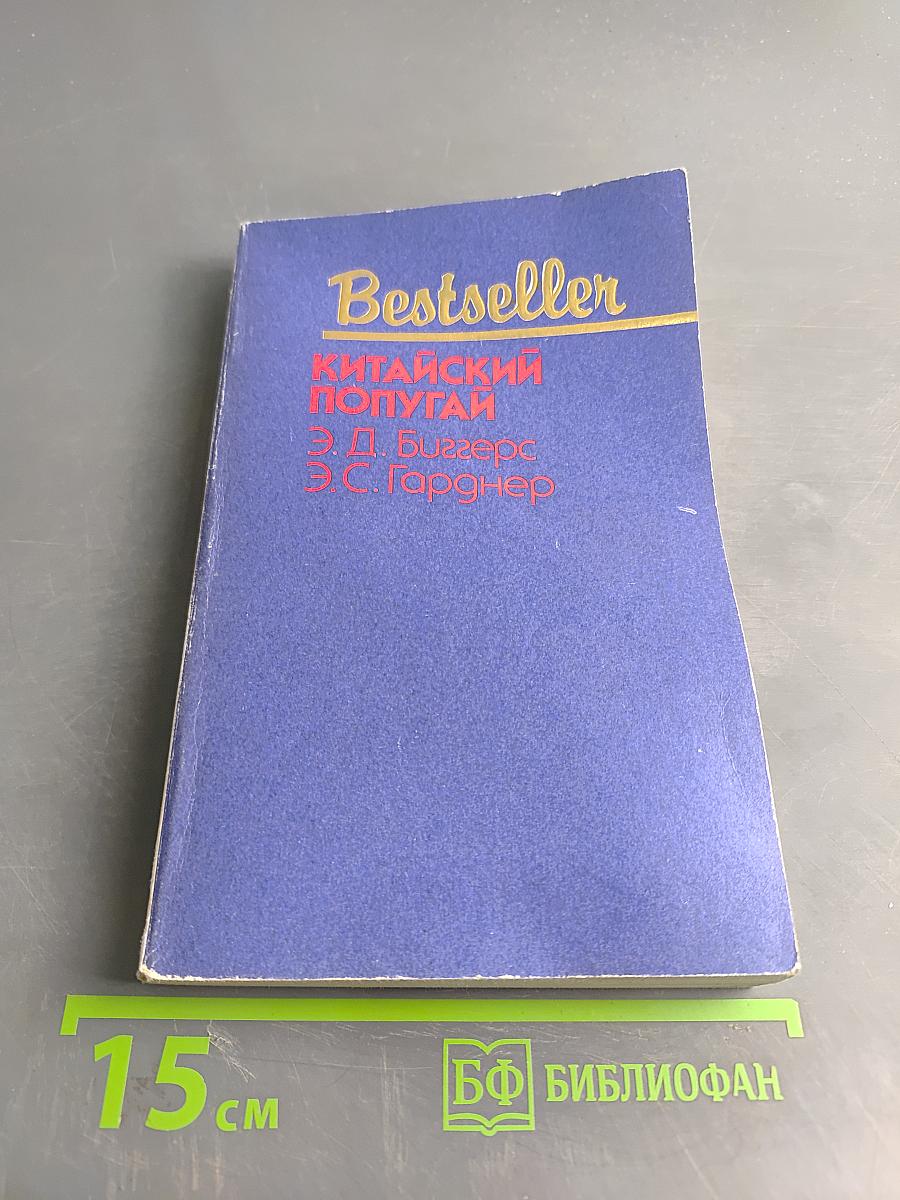 Bestseller
КИТАЙСКИЙ
ПОПУГАЙ
Э. Д. Биггерс
Э. С. Гарднер
15 см
БФ БИБЛИОФАН